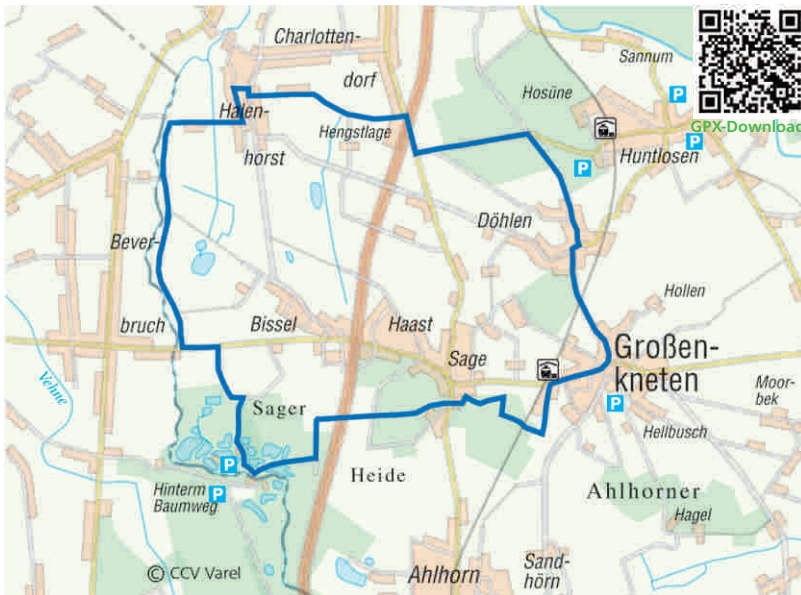 Charlotten-
dorf
Sannum
Hosüne
GPX-Download
P
Halen-
horst
Hengstlage
P
P
Huntlosen
Döhlen
Bever-
bruch
Hollen
Bissel
Haast
Sage
Großen-
kneten
Vehne
Moor-
bek
P
Sager
Hellbusch
P
Heide
Hinterm
Baumweg
P
Ahlhorner
Hagel
© CCV Varel
Ahlhorn
Sand-
hörn